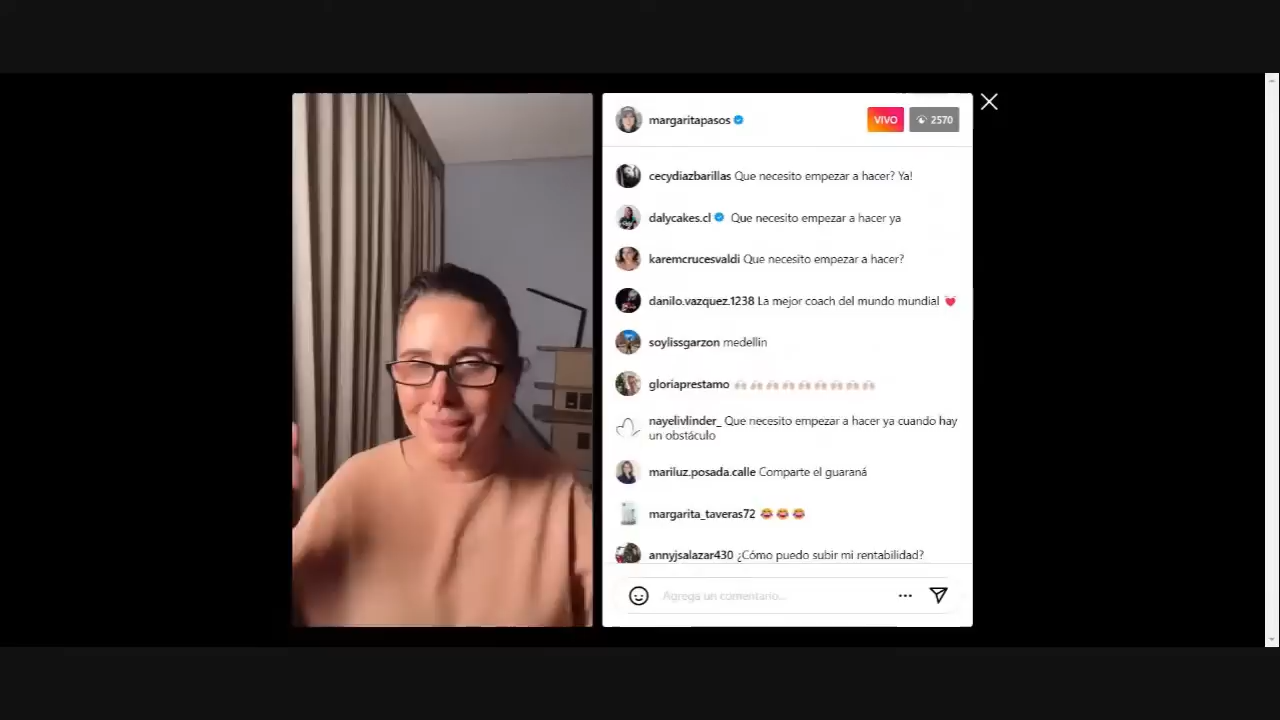 margaritapasos
VIVO
2570
cecydiazbarillas Que necesito empezar a hacer? Ya!
dalycakes.cl Que necesito empezar a hacer ya
karemcrucesvaldi Que necesito empezar a hacer?
danilo.vazquez.1238 La mejor coach del mundo mundial 💓
soylissgarzon medellin
gloriaprestamo 🙌🏻🙌🏻🙌🏻🙌🏻🙌🏻🙌🏻🙌🏻🙌🏻🙌🏻
nayelivlinder_ Que necesito empezar a hacer ya cuando hay
un obstáculo
mariluz.posada.calle Comparte el guaraná
margarita_taveras72 😂😂😂
annyjsalazar430 ¿Cómo puedo subir mi rentabilidad?
Agrega un comentario...